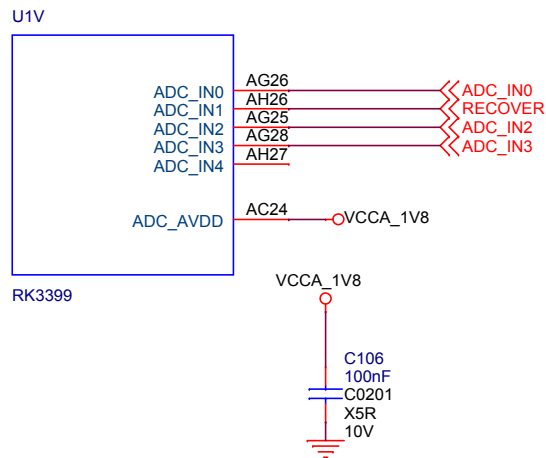 U1V
ADC_IN0 AG26 ADC_IN0
ADC_IN1 AH26 RECOVER
ADC_IN2 AG25 ADC_IN2
ADC_IN3 AG28 ADC_IN3
ADC_IN4 AH27
ADC_AVDD AC24 VCCA_1V8
RK3399
VCCA_1V8
C106
100nF
C0201
X5R
10V